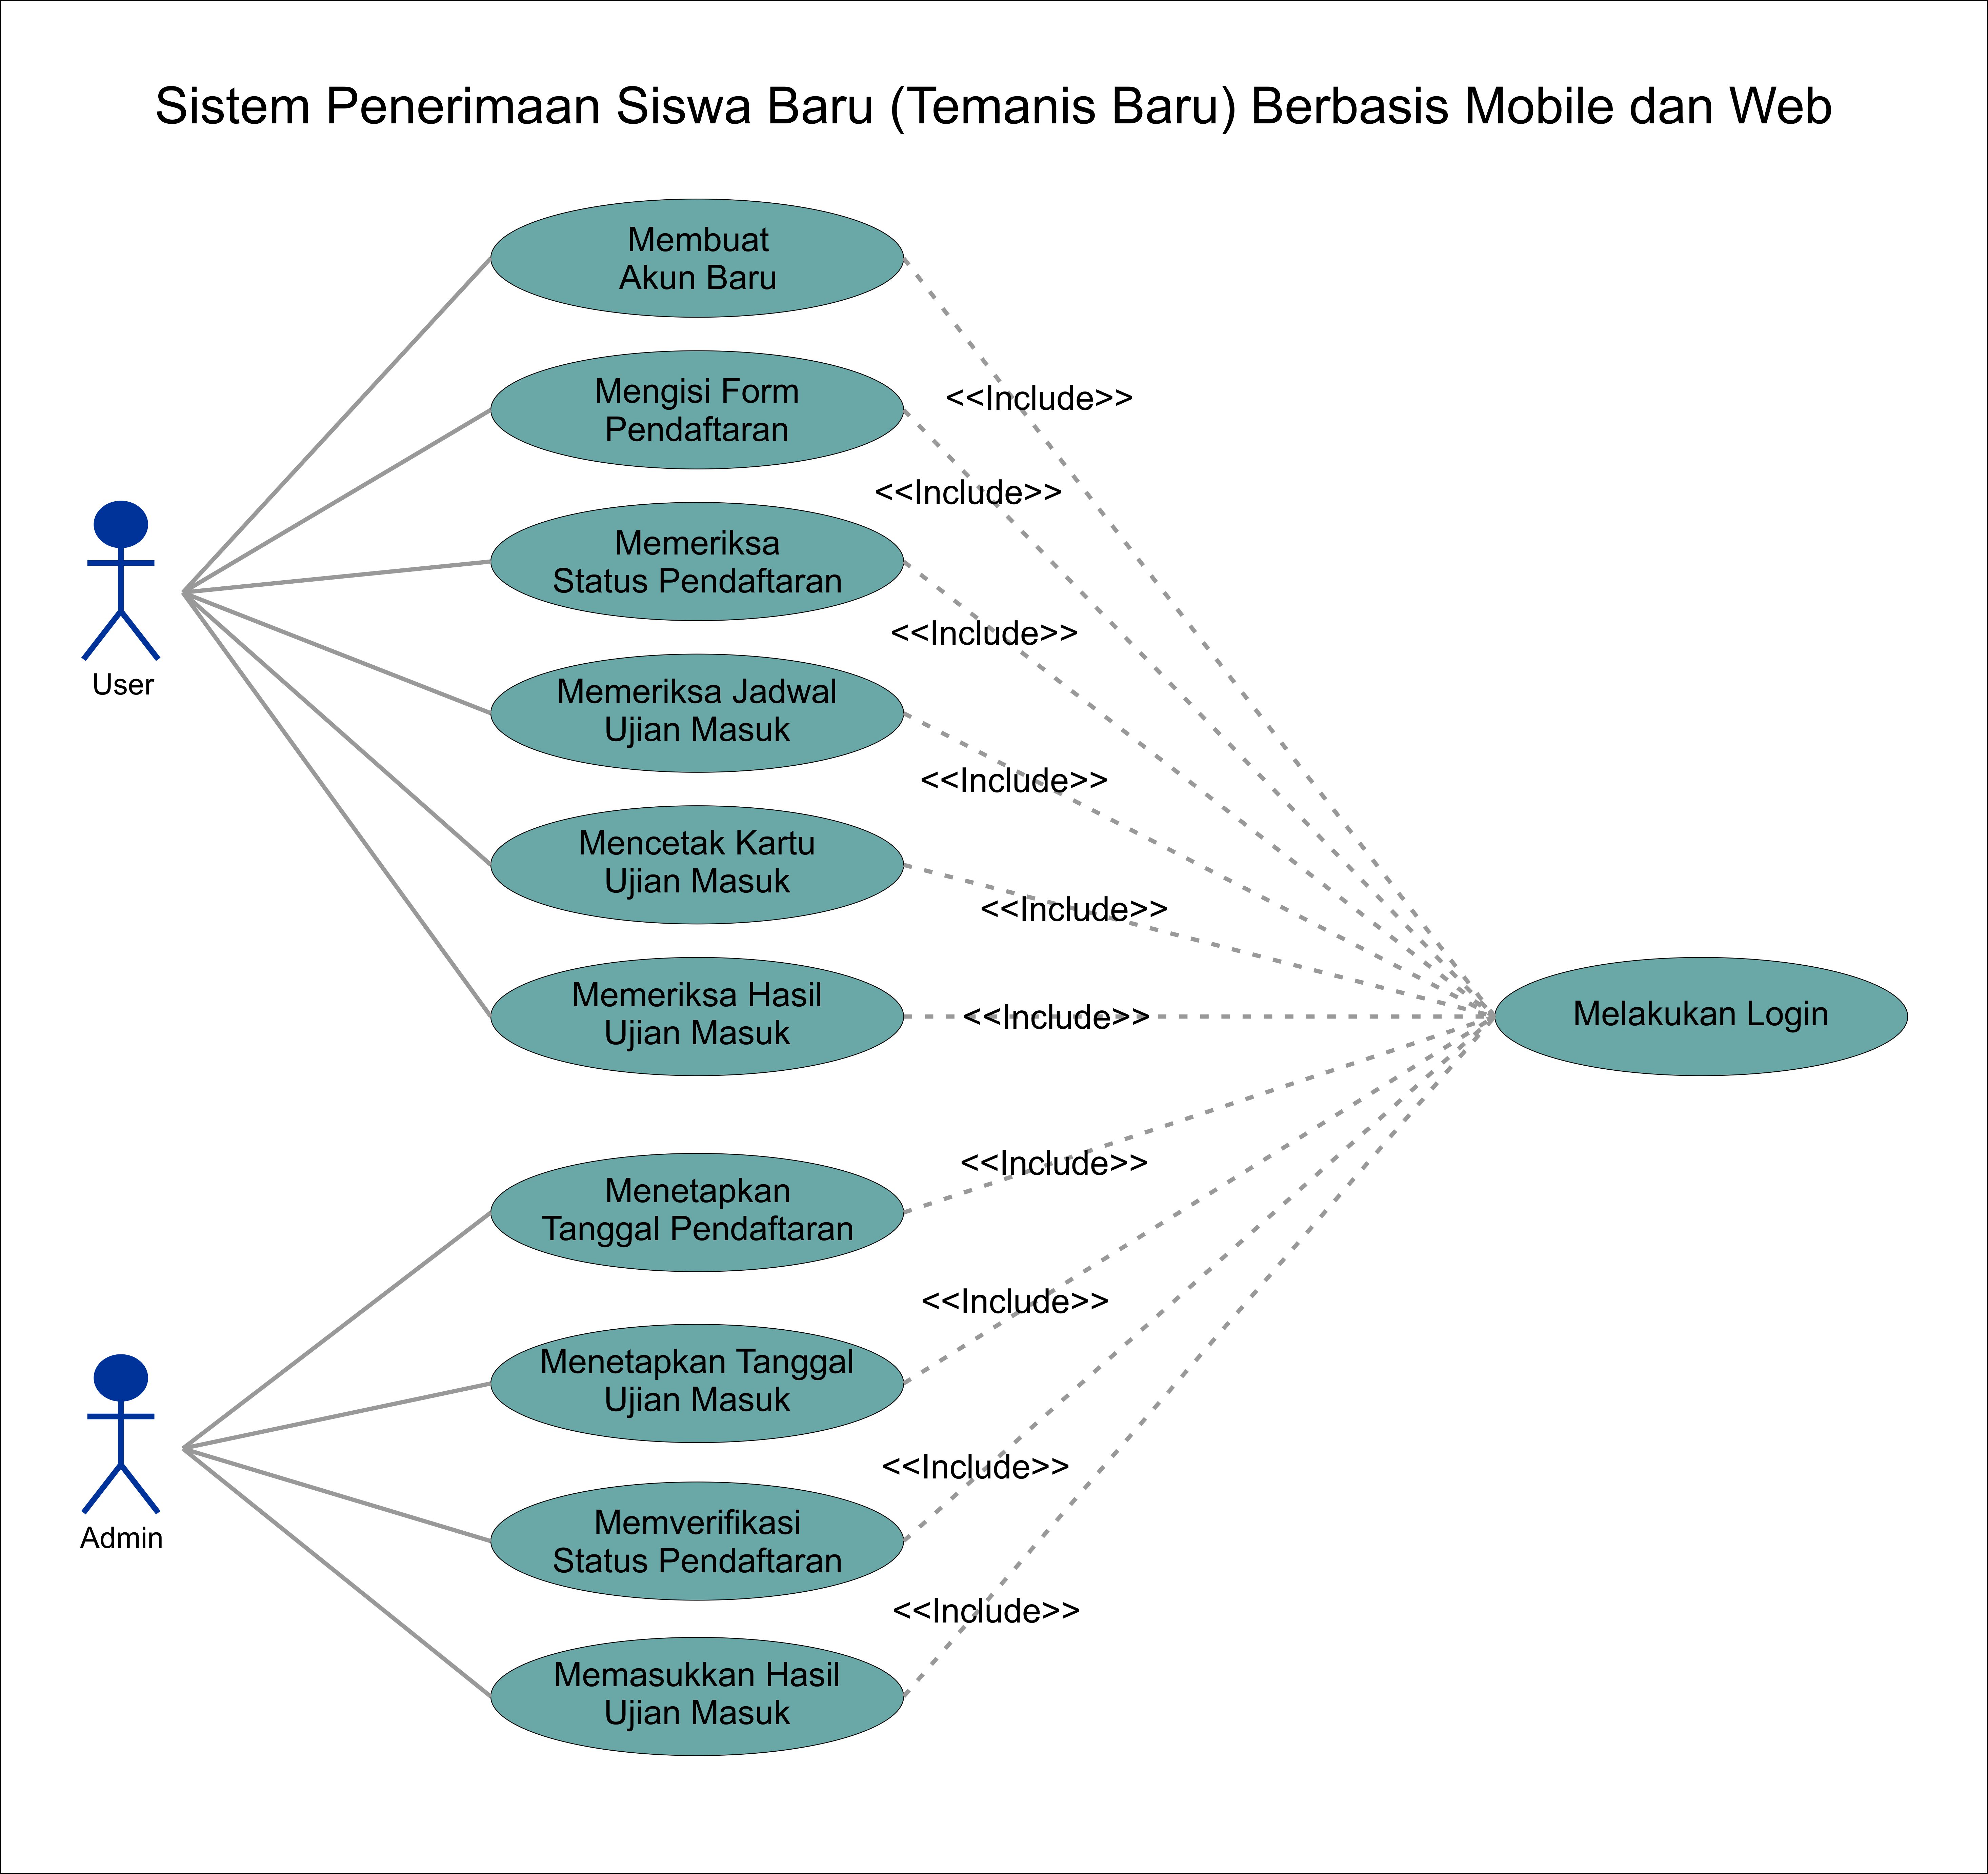 Sistem Penerimaan Siswa Baru (Temanis Baru) Berbasis Mobile dan Web
Membuat
Akun Baru
<<Include>>
Mengisi Form
Pendaftaran
<<Include>>
Memeriksa
Status Pendaftaran
<<Include>>
User
Memeriksa Jadwal
Ujian Masuk
<<Include>>
Mencetak Kartu
Ujian Masuk
<<Include>>
Memeriksa Hasil
Ujian Masuk
<<Include>>
Melakukan Login
Menetapkan
Tanggal Pendaftaran
<<Include>>
Menetapkan Tanggal
Ujian Masuk
<<Include>>
Admin
Memverifikasi
Status Pendaftaran
<<Include>>
Memasukkan Hasil
Ujian Masuk
<<Include>>